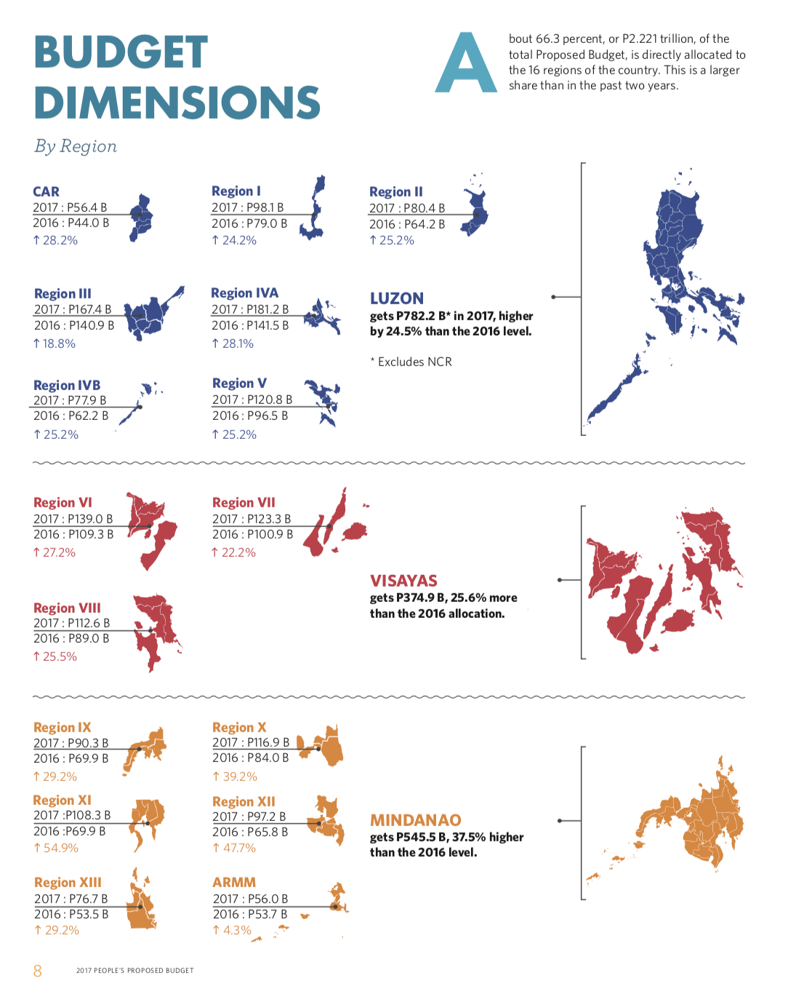 BUDGET
DIMENSIONS
By Region
About 66.3 percent, or P2.221 trillion, of the
total Proposed Budget, is directly allocated to
the 16 regions of the country. This is a larger
share than in the past two years.
CAR
2017 : P56.4 B
2016 : P44.0 B
↑ 28.2%
Region I
2017 : P98.1 B
2016 : P79.0 B
↑ 24.2%
Region II
2017 : P80.4 B
2016 : P64.2 B
↑ 25.2%
Region III
2017 : P167.4 B
2016 : P140.9 B
↑ 18.8%
Region IVA
2017 : P181.2 B
2016 : P141.5 B
↑ 28.1%
LUZON
gets P782.2 B* in 2017, higher
by 24.5% than the 2016 level.
* Excludes NCR
Region IVB
2017 : P77.9 B
2016 : P62.2 B
↑ 25.2%
Region V
2017 : P120.8 B
2016 : P96.5 B
↑ 25.2%
Region VI
2017 : P139.0 B
2016 : P109.3 B
↑ 27.2%
Region VII
2017 : P123.3 B
2016 : P100.9 B
↑ 22.2%
VISAYAS
gets P374.9 B, 25.6% more
than the 2016 allocation.
Region VIII
2017 : P112.6 B
2016 : P89.0 B
↑ 25.5%
Region IX
2017 : P90.3 B
2016 : P69.9 B
↑ 29.2%
Region X
2017 : P116.9 B
2016 : P84.0 B
↑ 39.2%
Region XI
2017 :P108.3 B
2016 :P69.9 B
↑ 54.9%
Region XII
2017 : P97.2 B
2016 : P65.8 B
↑ 47.7%
MINDANAO
gets P545.5 B, 37.5% higher
than the 2016 level.
Region XIII
2017 : P76.7 B
2016 : P53.5 B
↑ 29.2%
ARMM
2017 : P56.0 B
2016 : P53.7 B
↑ 4.3%
8
2017 PEOPLE'S PROPOSED BUDGET